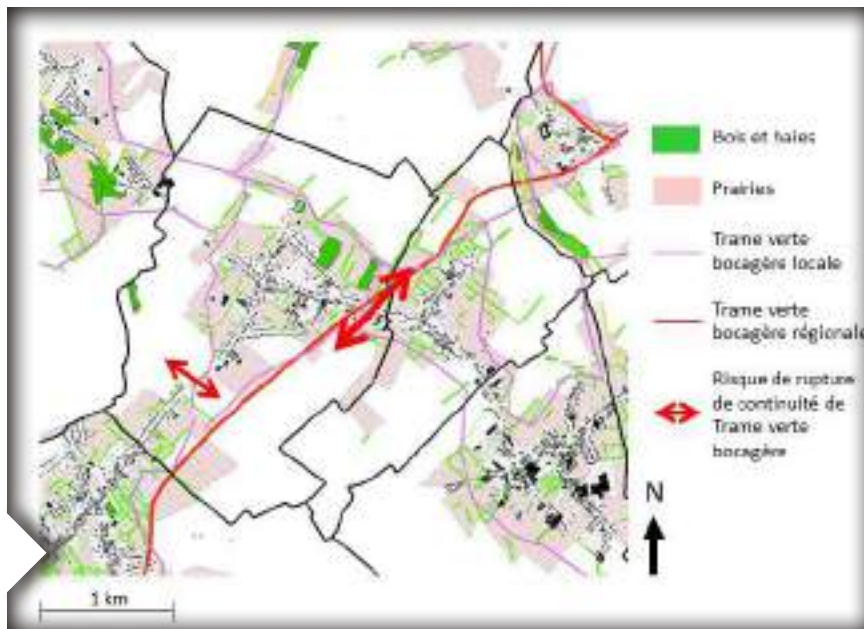 Bois et haies
Prairies
Trame verte
bocagère locale
Trame verte
bocagère régionale
Risque de rupture
de continuité de
Trame verte
bocagère
N
1 km